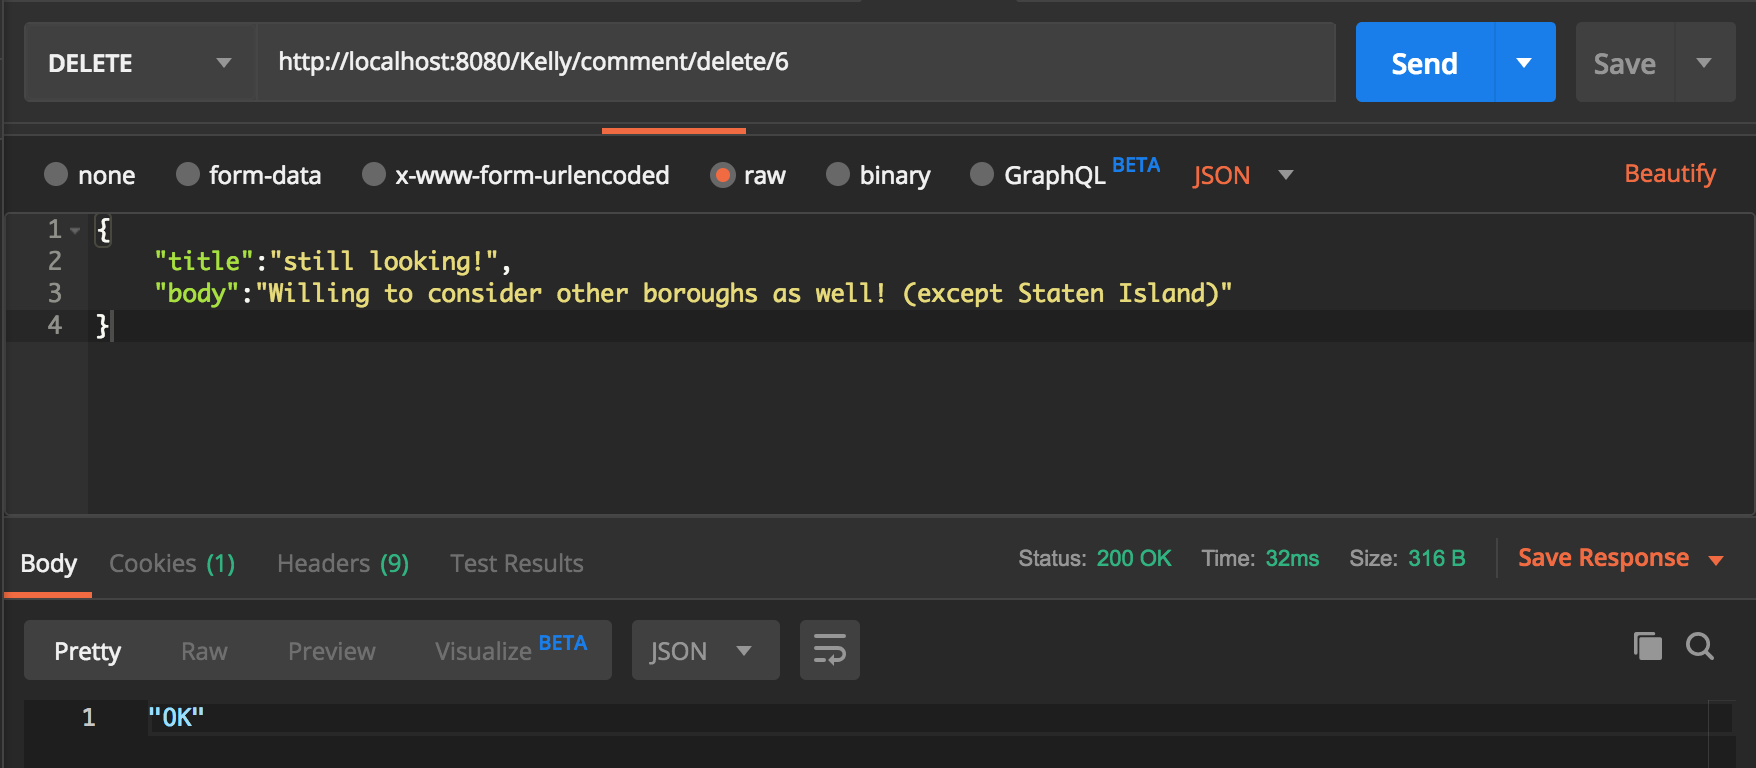 DELETE http://localhost:8080/Kelly/comment/delete/6 Send Save
none form-data x-www-form-urlencoded raw binary GraphQL BETA JSON Beautify
1 {
2 "title":"still looking!",
3 "body":"Willing to consider other boroughs as well! (except Staten Island)"
4 }
Body Cookies (1) Headers (9) Test Results Status: 200 OK Time: 32ms Size: 316 B Save Response
Pretty Raw Preview Visualize BETA JSON
1 "OK"